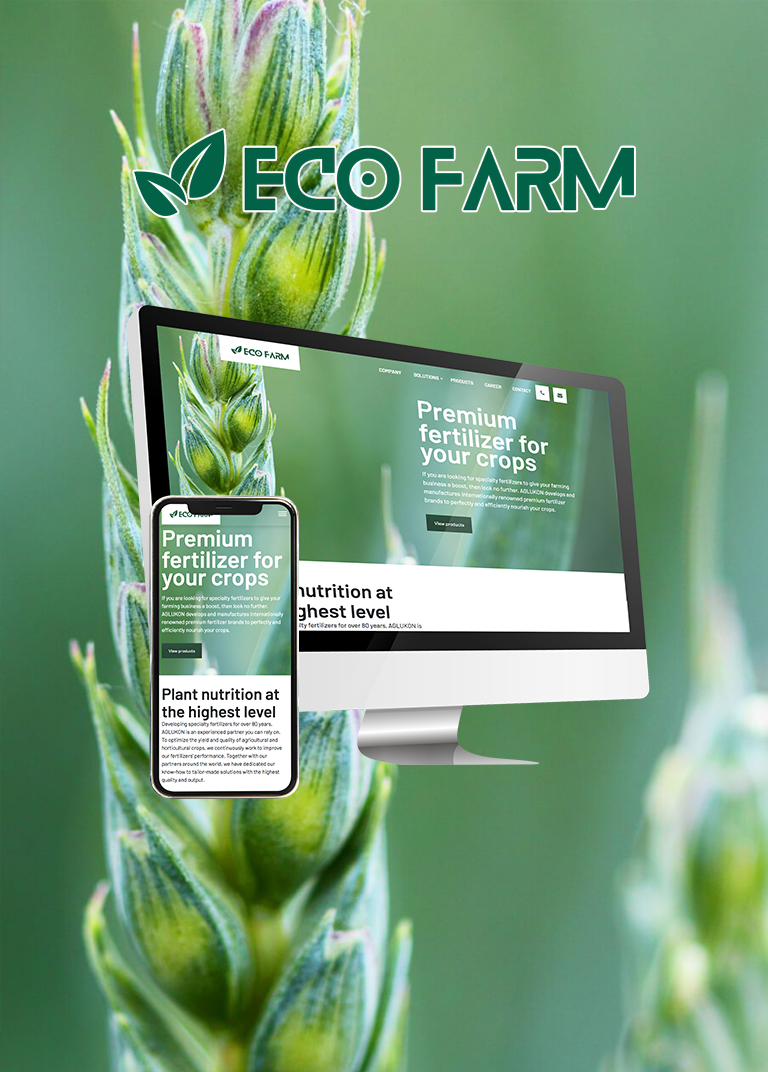 ECO FARM
ECO FARM
COMPANY
SOLUTIONS
PRODUCTS
CAREER
CONTACT
Premium
fertilizer for
your crops
If you are looking for specialty fertilizers to give your farming
business a boost, then look no further. AGLUKON develops and
manufactures internationally renowned premium fertilizer
brands to perfectly and efficiently nourish your crops.
View products
nutrition at
ghest level
lty fertilizers for over 80 years, AGLUKON is
ECO FARM
Premium
fertilizer for
your crops
If you are looking for specialty fertilizers to give your
farming business a boost, then look no further.
AGLUKON develops and manufactures internationally
renowned premium fertilizer brands to perfectly and
efficiently nourish your crops.
View products
Plant nutrition at
the highest level
Developing specialty fertilizers for over 80 years,
AGLUKON is an experienced partner you can rely on.
To optimize the yield and quality of agricultural and
horticultural crops, we continuously work to improve
our fertilizers' performance. Together with our
partners around the world, we have dedicated our
know-how to tailor-made solutions with the highest
quality and output.